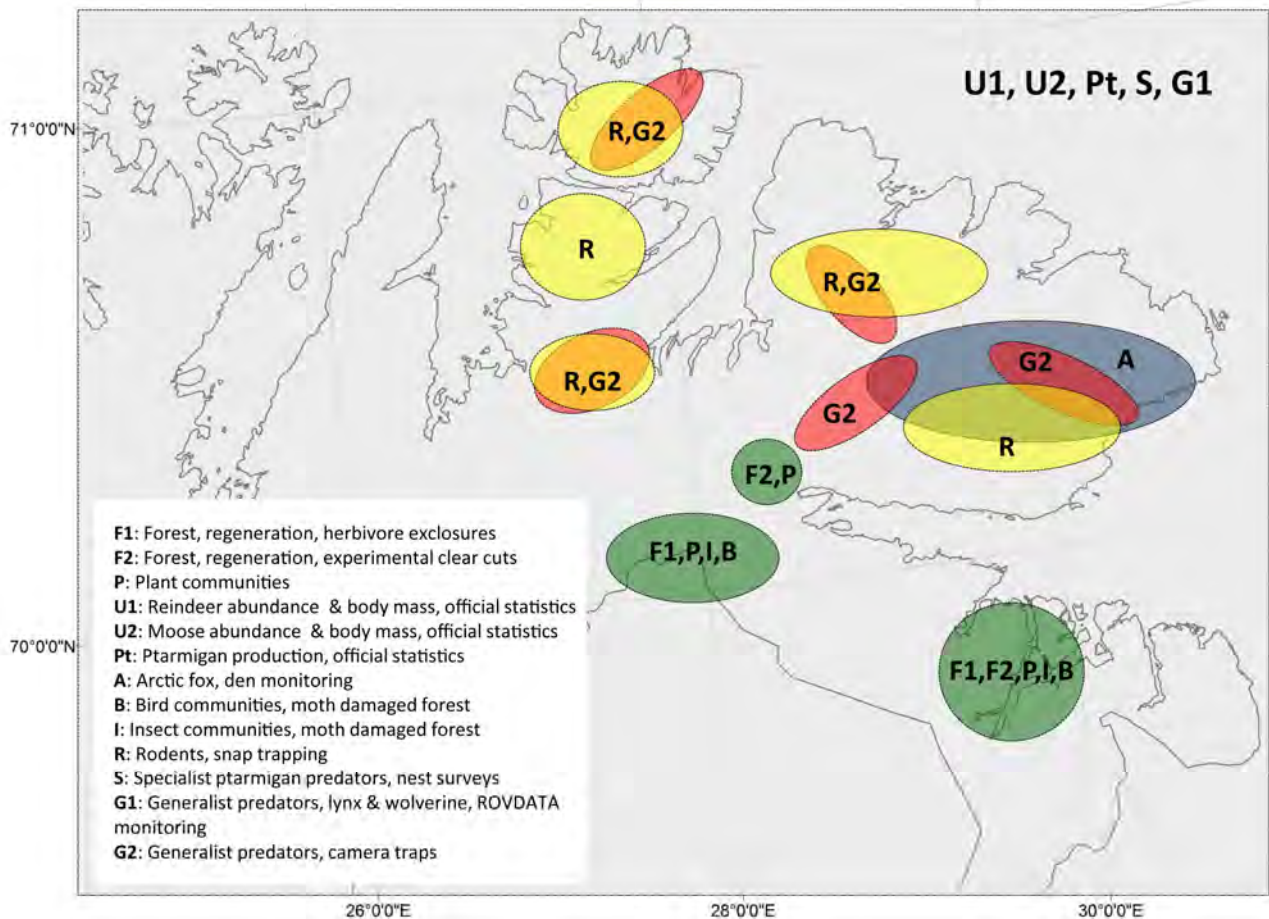 U1, U2, Pt, S, G1
71°0'0"N
R,G2
R
R,G2
R,G2
G2
A
G2
R
F2,P
F1,P,I,B
F1,F2,P,I,B
70°0'0"N
F1: Forest, regeneration, herbivore exclosures
F2: Forest, regeneration, experimental clear cuts
P: Plant communities
U1: Reindeer abundance & body mass, official statistics
U2: Moose abundance & body mass, official statistics
Pt: Ptarmigan production, official statistics
A: Arctic fox, den monitoring
B: Bird communities, moth damaged forest
I: Insect communities, moth damaged forest
R: Rodents, snap trapping
S: Specialist ptarmigan predators, nest surveys
G1: Generalist predators, lynx & wolverine, ROVDATA
monitoring
G2: Generalist predators, camera traps
26°0'0"E
28°0'0"E
30°0'0"E